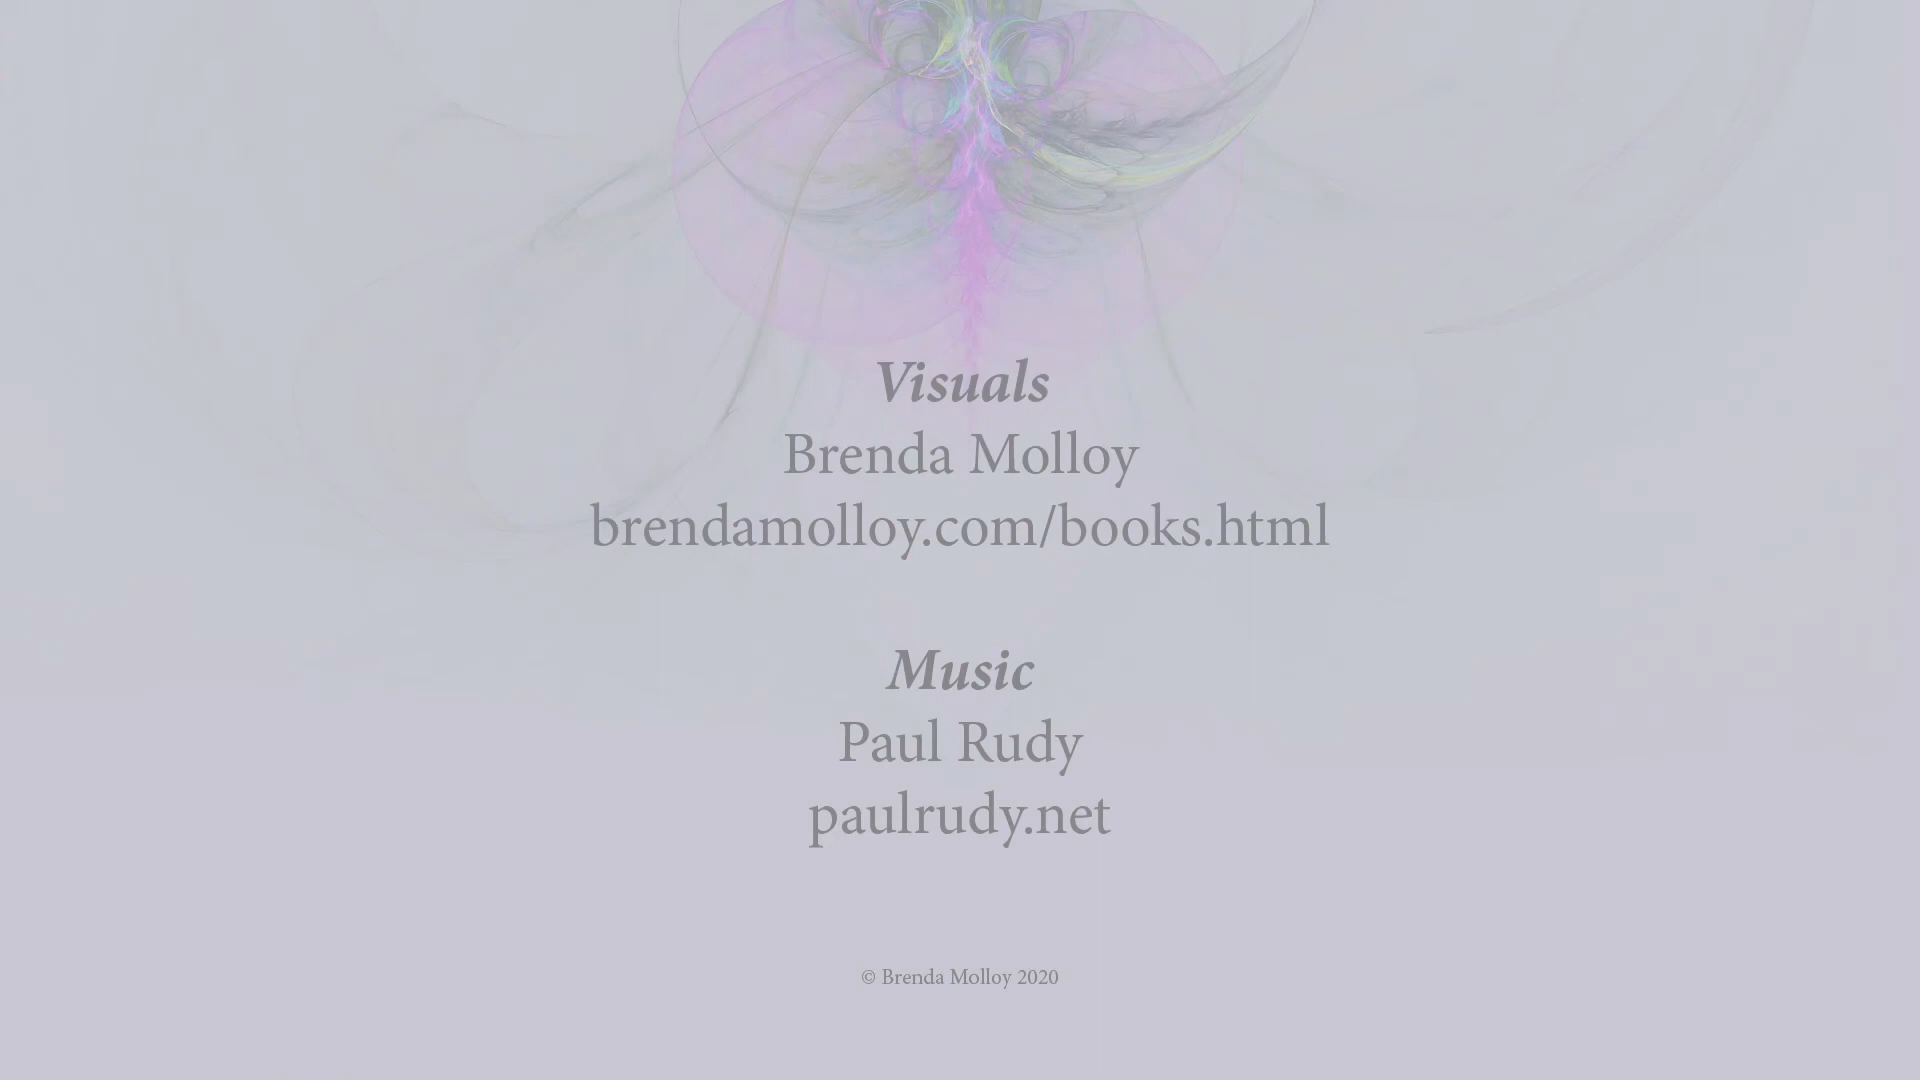 Visuals
Brenda Molloy
brendamolloy.com/books.html
Music
Paul Rudy
paulrudy.net
© Brenda Molloy 2020